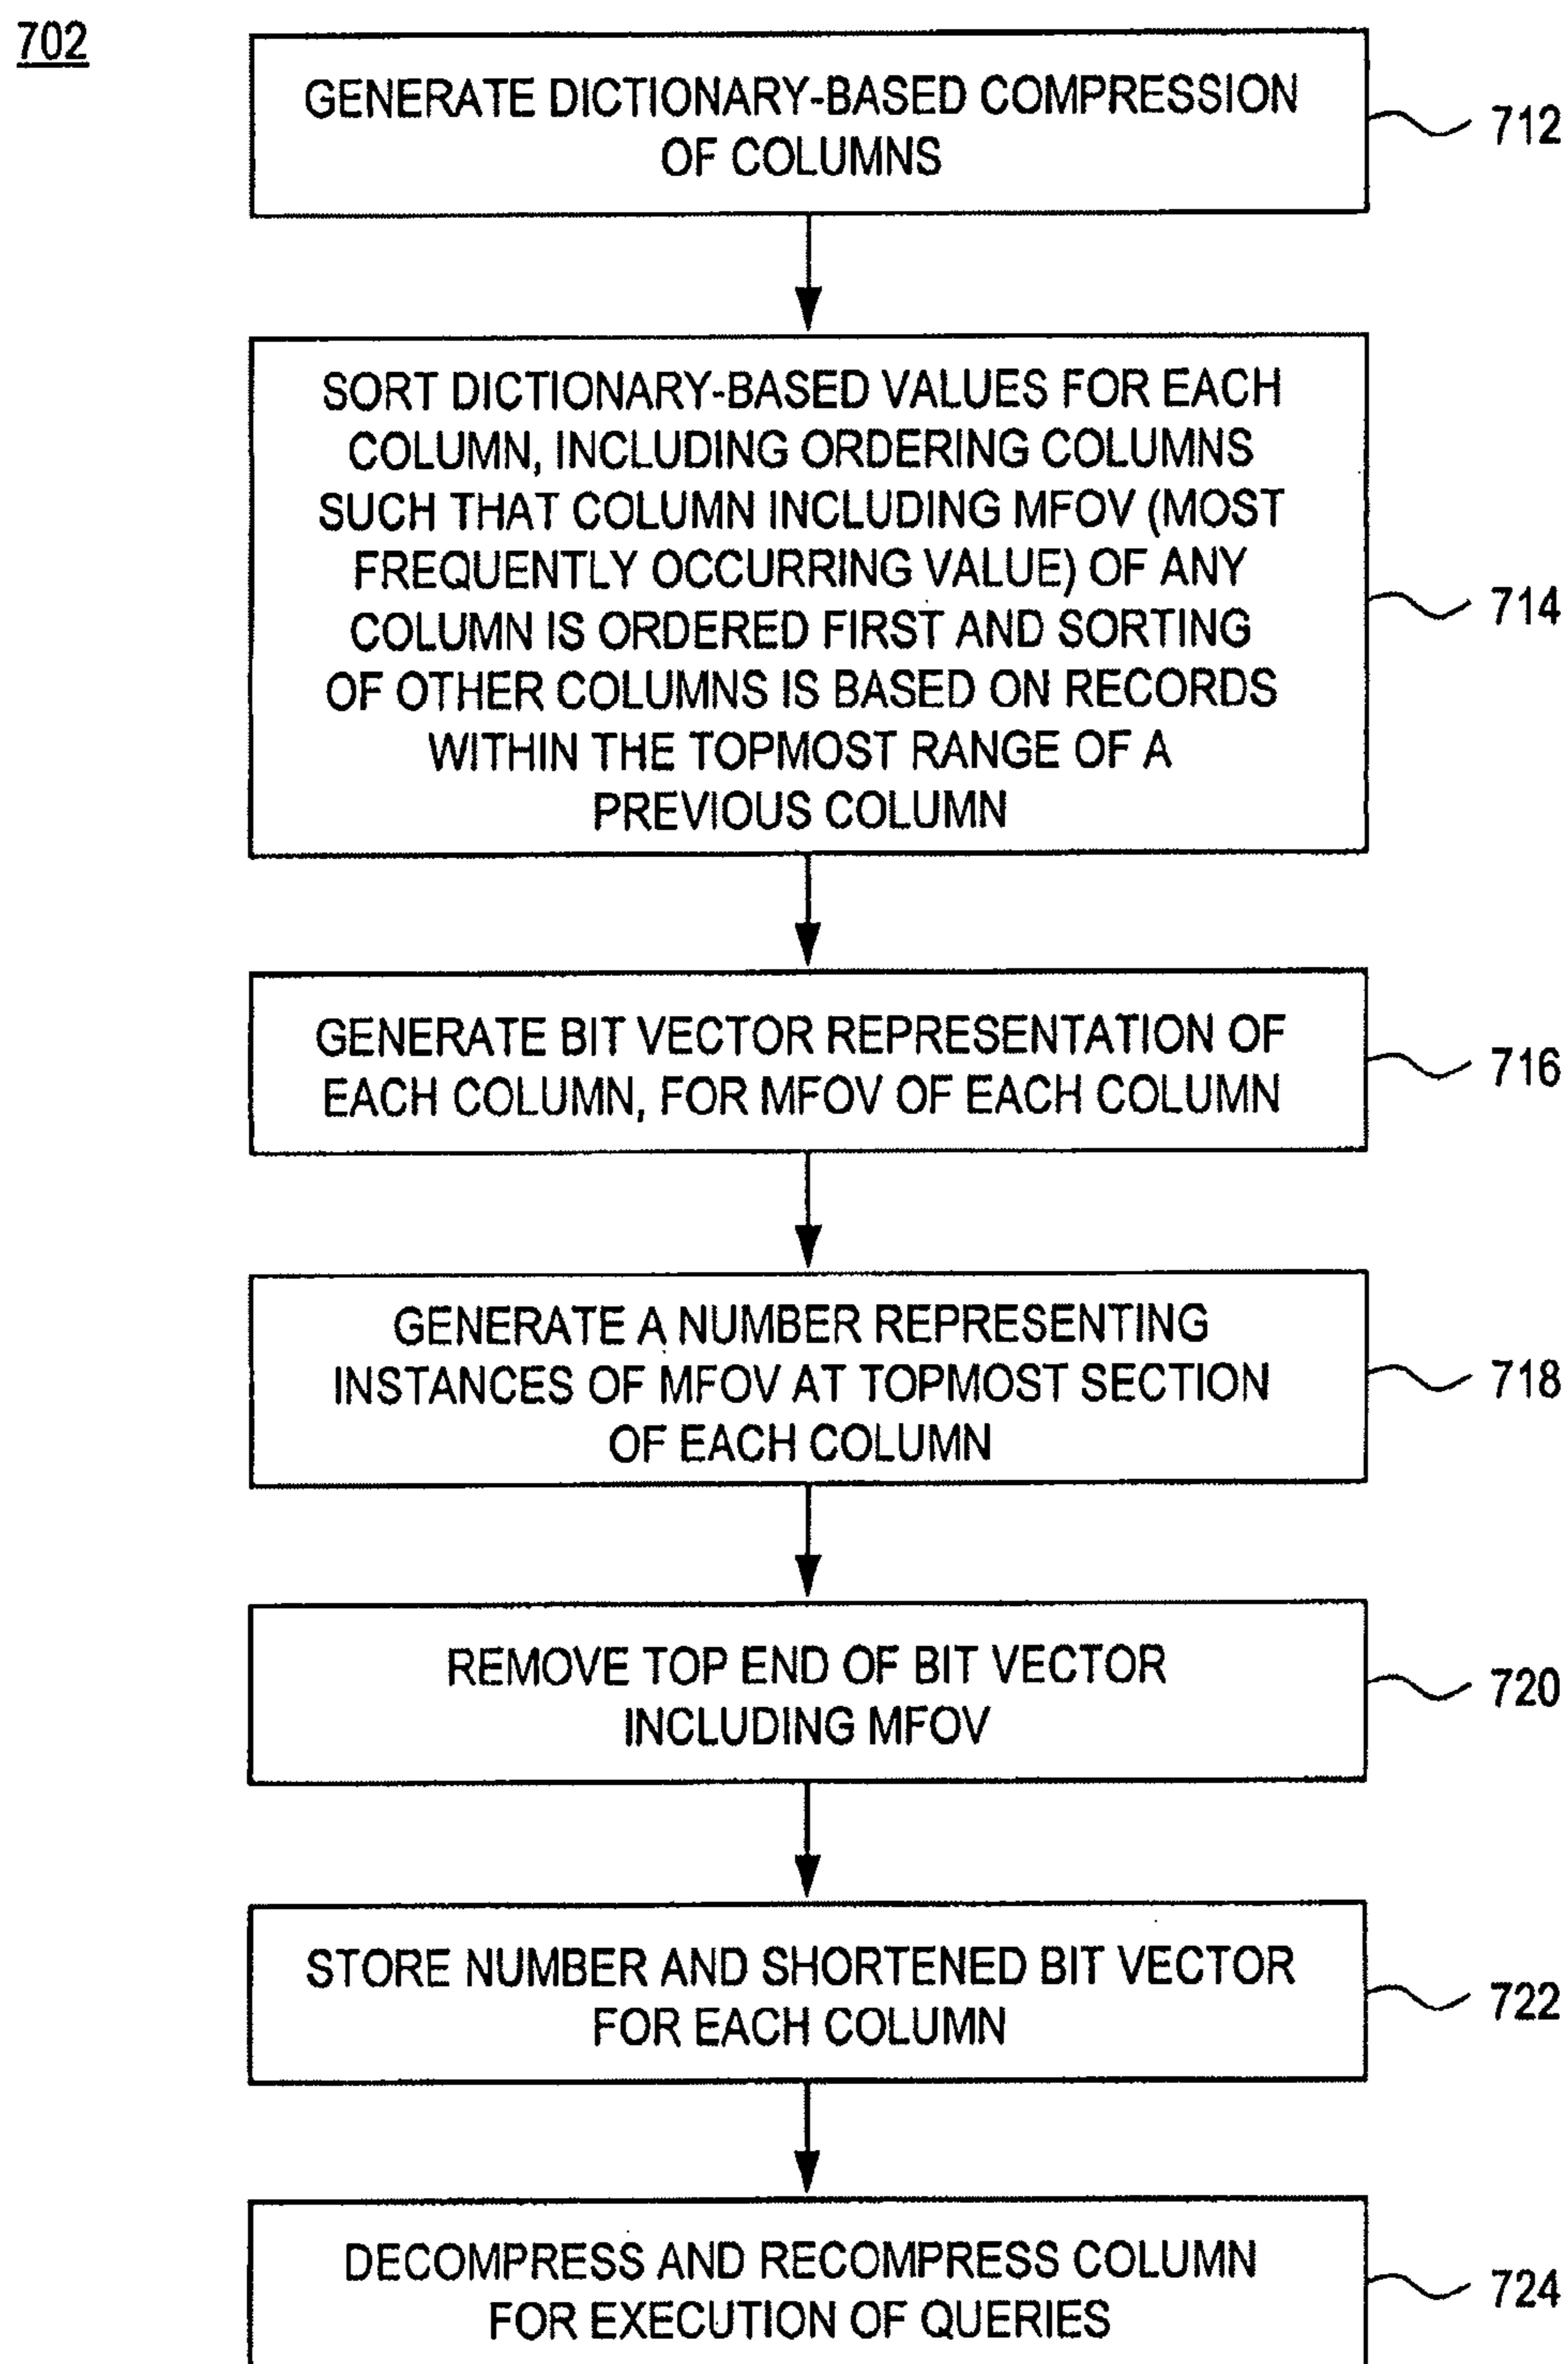 702
GENERATE DICTIONARY-BASED COMPRESSION
OF COLUMNS
712
SORT DICTIONARY-BASED VALUES FOR EACH
COLUMN, INCLUDING ORDERING COLUMNS
SUCH THAT COLUMN INCLUDING MFOV (MOST
FREQUENTLY OCCURRING VALUE) OF ANY
COLUMN IS ORDERED FIRST AND SORTING
OF OTHER COLUMNS IS BASED ON RECORDS
WITHIN THE TOPMOST RANGE OF A
PREVIOUS COLUMN
714
GENERATE BIT VECTOR REPRESENTATION OF
EACH COLUMN, FOR MFOV OF EACH COLUMN
716
GENERATE A NUMBER REPRESENTING
INSTANCES OF MFOV AT TOPMOST SECTION
OF EACH COLUMN
718
REMOVE TOP END OF BIT VECTOR
INCLUDING MFOV
720
STORE NUMBER AND SHORTENED BIT VECTOR
FOR EACH COLUMN
722
DECOMPRESS AND RECOMPRESS COLUMN
FOR EXECUTION OF QUERIES
724